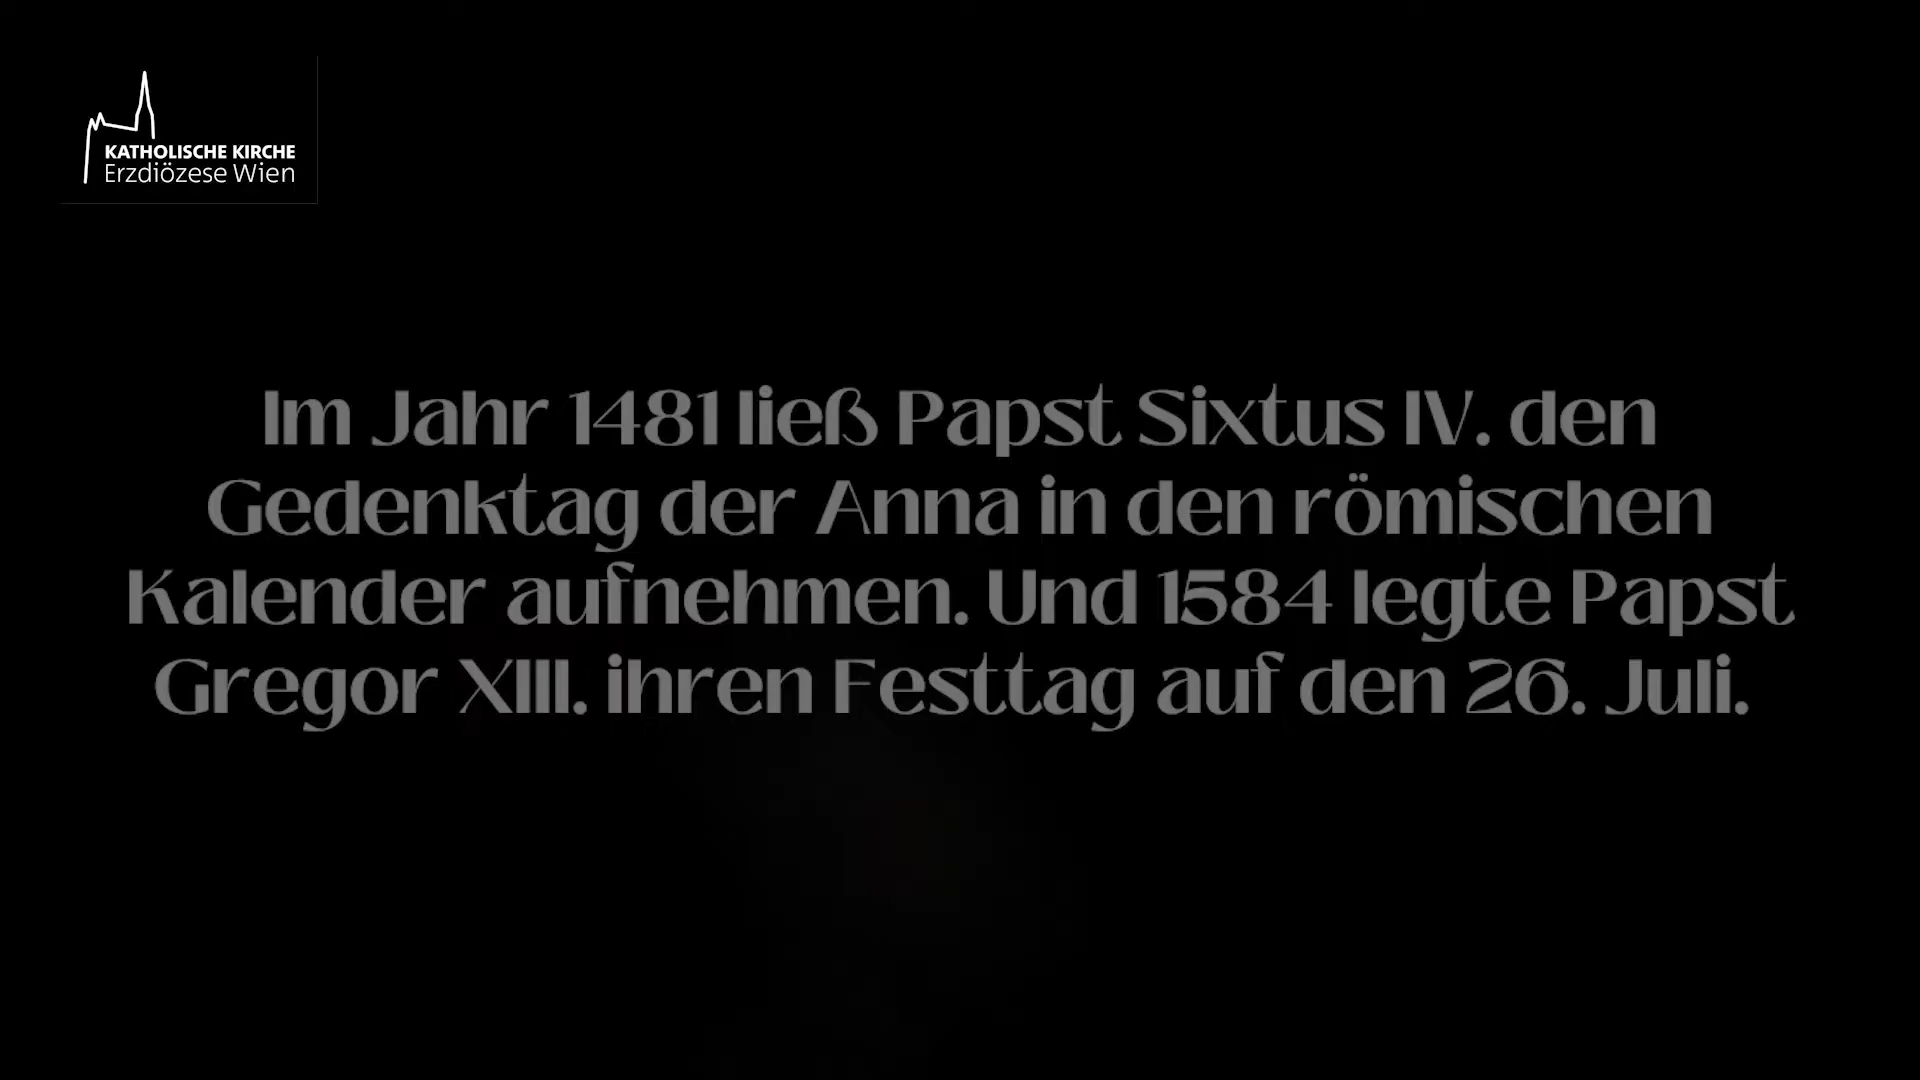 KATHOLISCHE KIRCHE
Erzdiözese Wien
Im Jahr 1481 ließ Papst Sixtus IV. den
Gedenktag der Anna in den römischen
Kalender aufnehmen. Und 1584 legte Papst
Gregor XIII. ihren Festtag auf den 26. Juli.